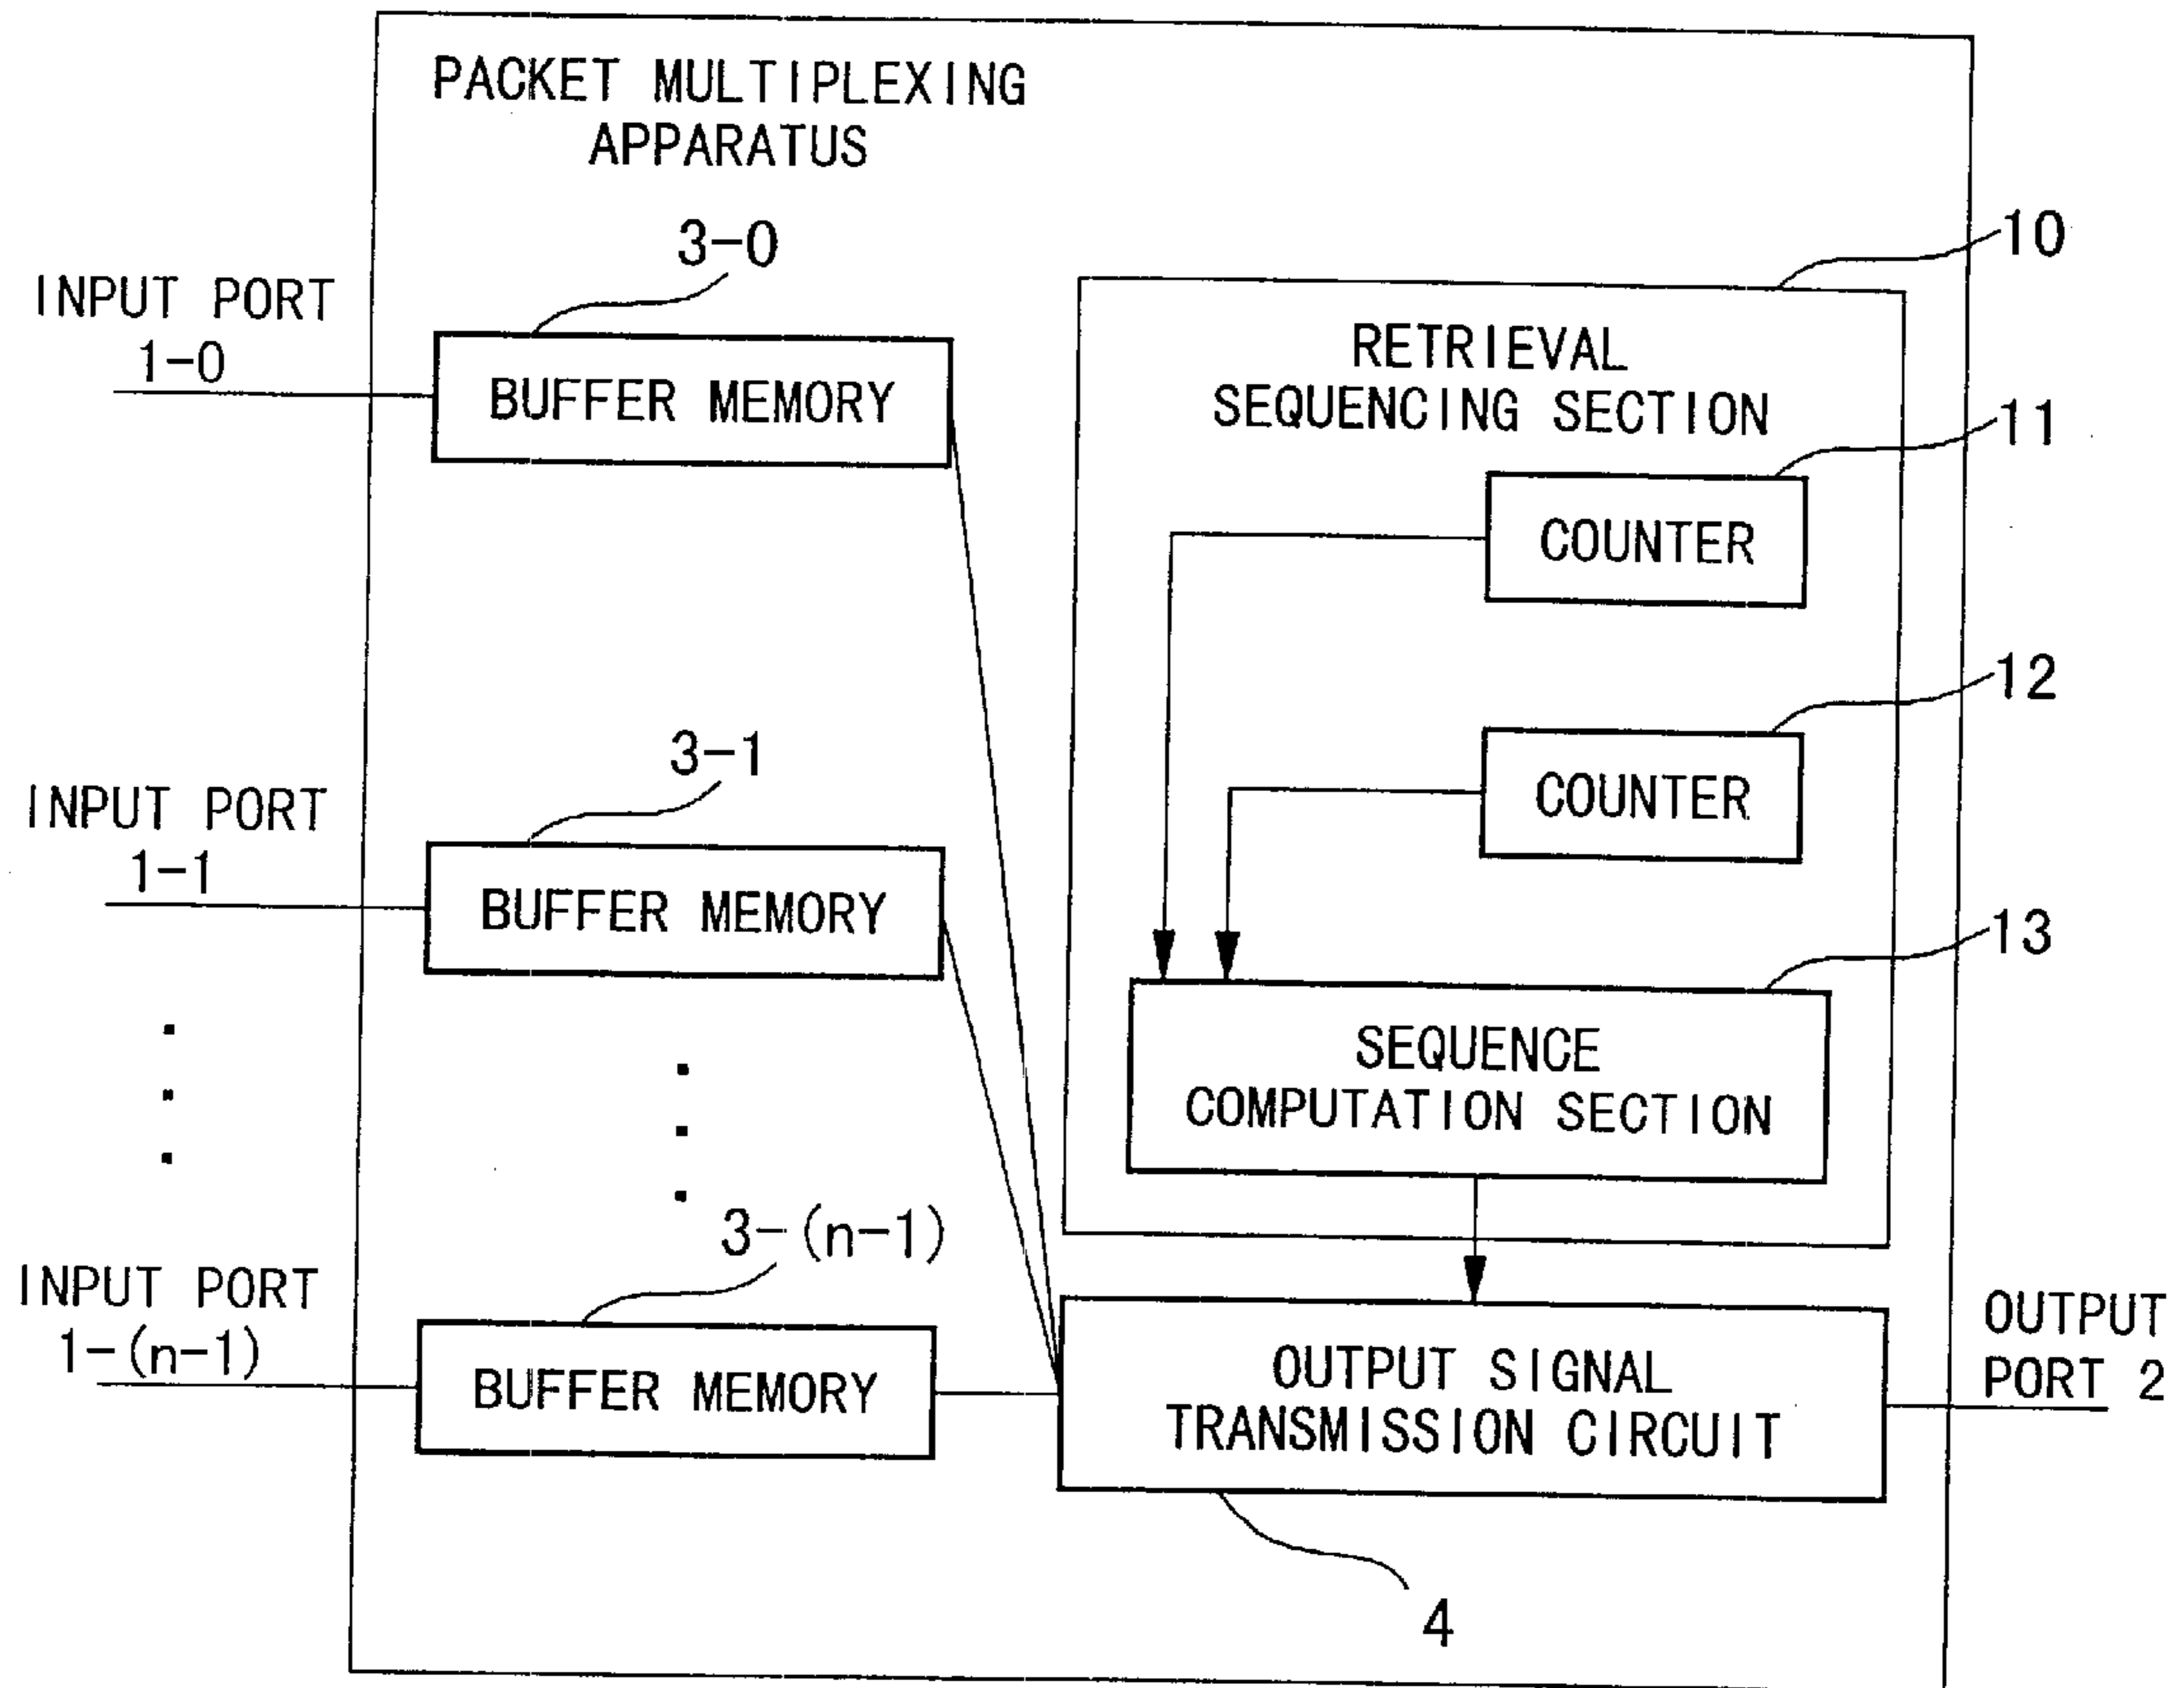 PACKET MULTIPLEXING
APPARATUS
3-0
10
INPUT PORT
1-0
BUFFER MEMORY
RETRIEVAL
SEQUENCING SECTION
11
COUNTER
12
3-1
COUNTER
INPUT PORT
1-1
BUFFER MEMORY
13
SEQUENCE
COMPUTATION SECTION
3-(n-1)
INPUT PORT
1-(n-1)
BUFFER MEMORY
OUTPUT SIGNAL
TRANSMISSION CIRCUIT
OUTPUT
PORT 2
4